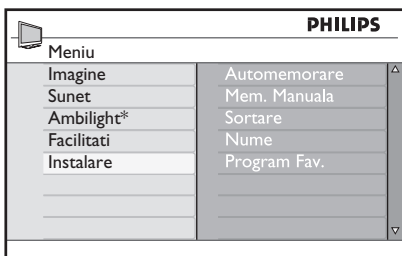 PHILIPS
Meniu
Imagine
Sunet
Ambilight*
Facilitati
Instalare
Automemorare
Mem. Manuala
Sortare
Nume
Program Fav.